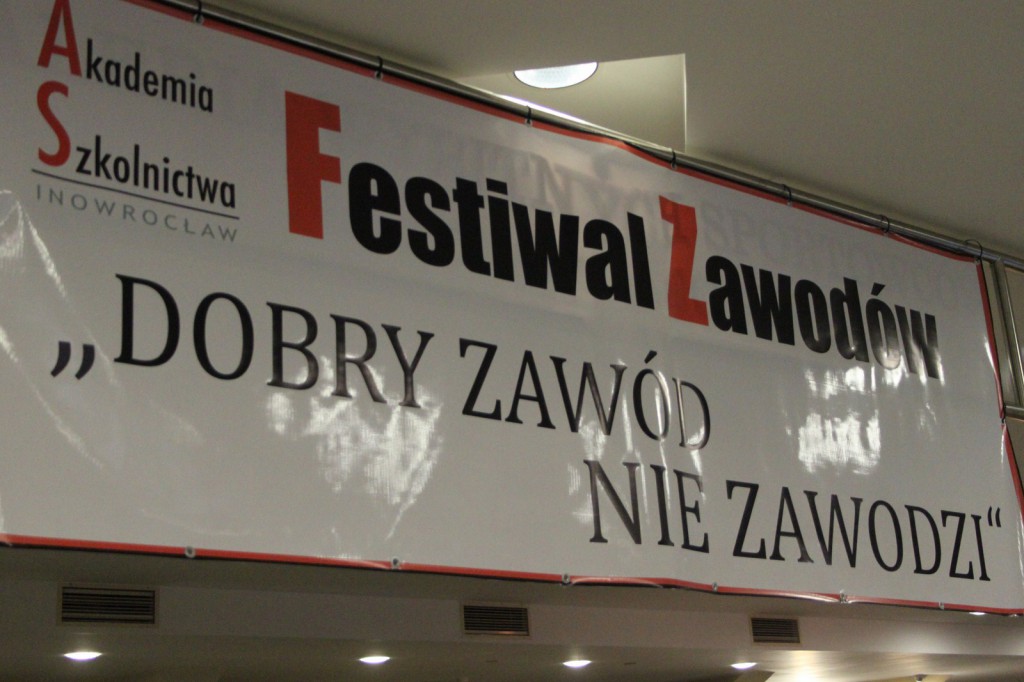 Akademia
Szkolnictwa
INOWROCŁAW
Festiwal Zawodów
„DOBRY ZAWÓD
NIE ZAWODZI“